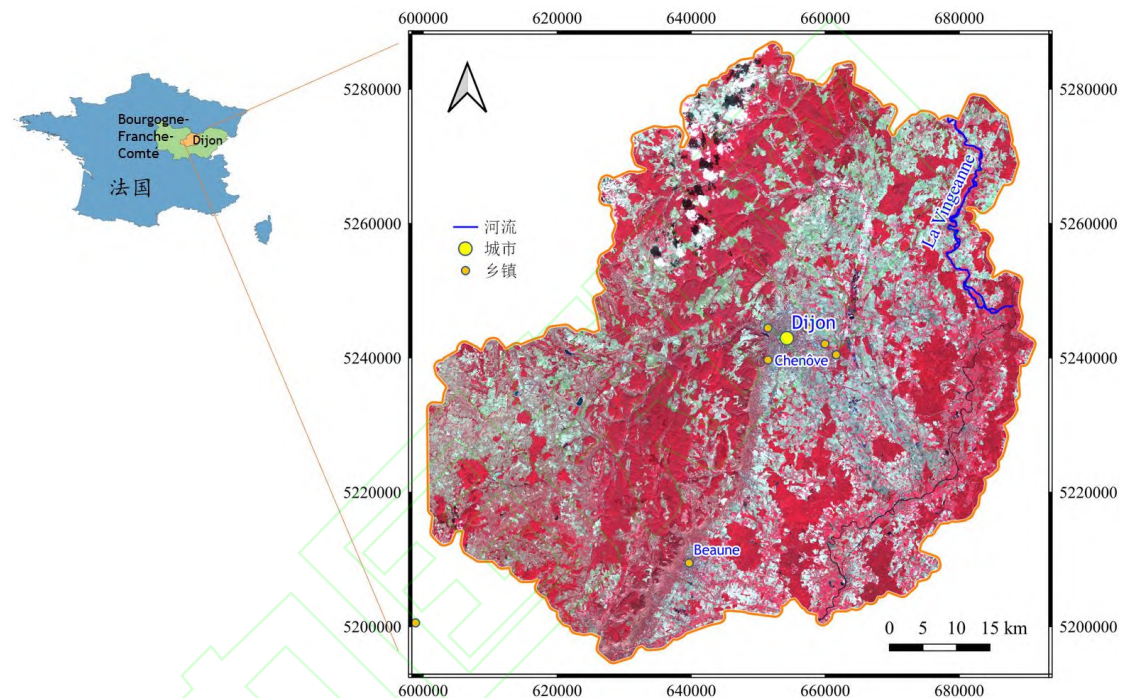 600000 620000 640000 660000 680000
5280000 5280000
Bourgogne-
Franche-
Comté
Dijon
法国
5260000 5260000
La Vingeanne
河流
城市
乡镇
Dijon
5240000 5240000
Chenôve
5220000 5220000
Beaune
5200000 5200000
0 5 10 15 km
600000 620000 640000 660000 680000